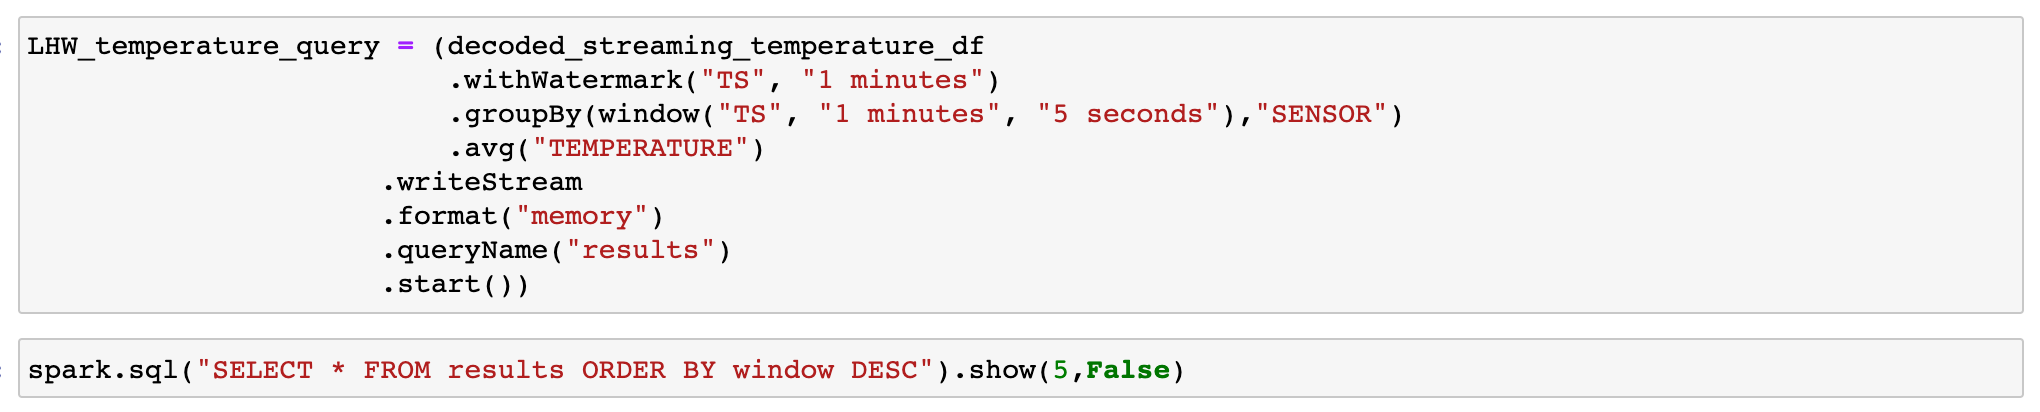 LHW_temperature_query = (decoded_streaming_temperature_df
.withWatermark("TS", "1 minutes")
.groupBy(window("TS", "1 minutes", "5 seconds"),"SENSOR")
.avg("TEMPERATURE")
.writeStream
.format("memory")
.queryName("results")
.start())
spark.sql("SELECT * FROM results ORDER BY window DESC").show(5,False)